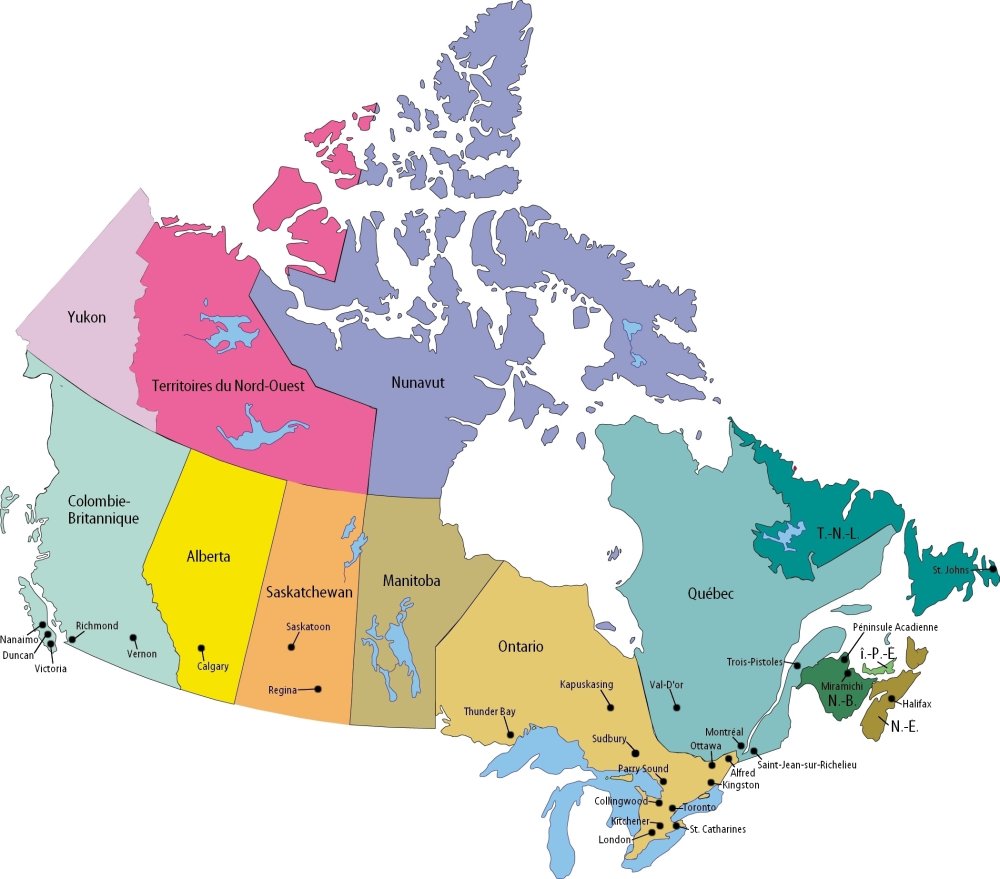 Yukon
Territoires du Nord-Ouest
Nunavut
Colombie-
Britannique
Alberta
Saskatchewan
Manitoba
Ontario
Québec
T.-N.-L.
St. Johns
Péninsule Acadienne
î.-P.-E.
Miramichi
N.-B.
Halifax
N.-E.
Nanaimo
Duncan
Victoria
Richmond
Vernon
Calgary
Saskatoon
Regina
Thunder Bay
Kapuskasing
Sudbury
Parry Sound
Collingwood
Kitchener
London
Toronto
St. Catharines
Kingston
Alfred
Ottawa
Montréal
Saint-Jean-sur-Richelieu
Val-D'or
Trois-Pistoles